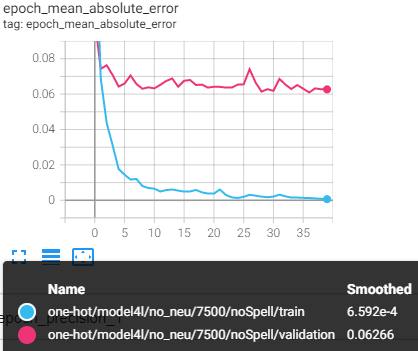 epoch_mean_absolute_error
tag: epoch_mean_absolute_error
0.08
0.06
0.04
0.02
0
0 5 10 15 20 25 30 35
Name Smoothed
one-hot/model4l/no_neu/7500/noSpell/train 6.592e-4
epoch_precision_1
one-hot/model4l/no_neu/7500/noSpell/validation 0.06266